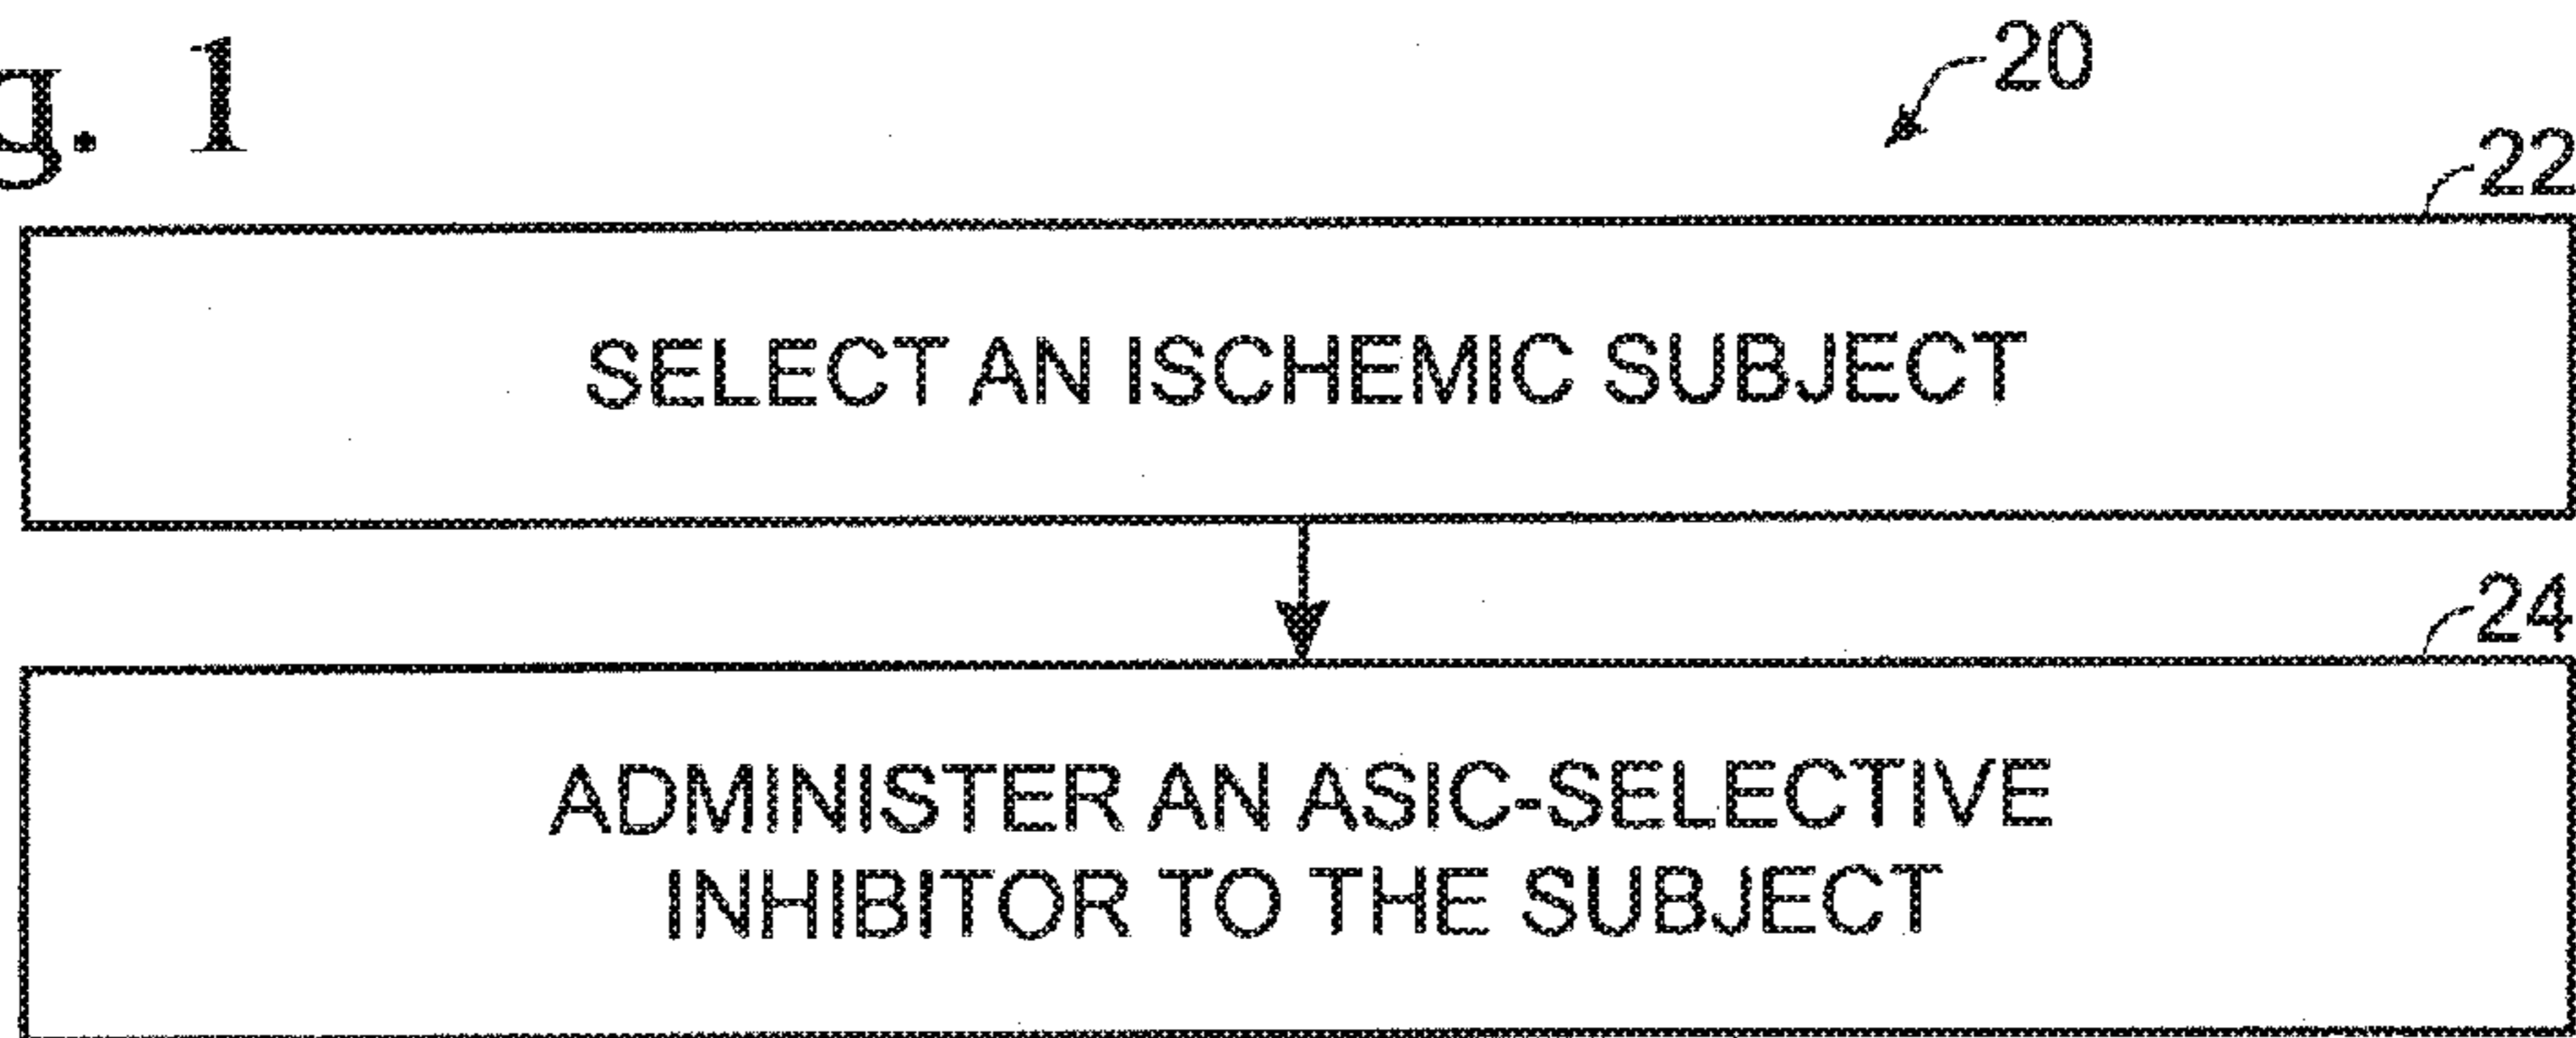 g. 1
20
22
SELECT AN ISCHEMIC SUBJECT
24
ADMINISTER AN ASIC-SELECTIVE
INHIBITOR TO THE SUBJECT